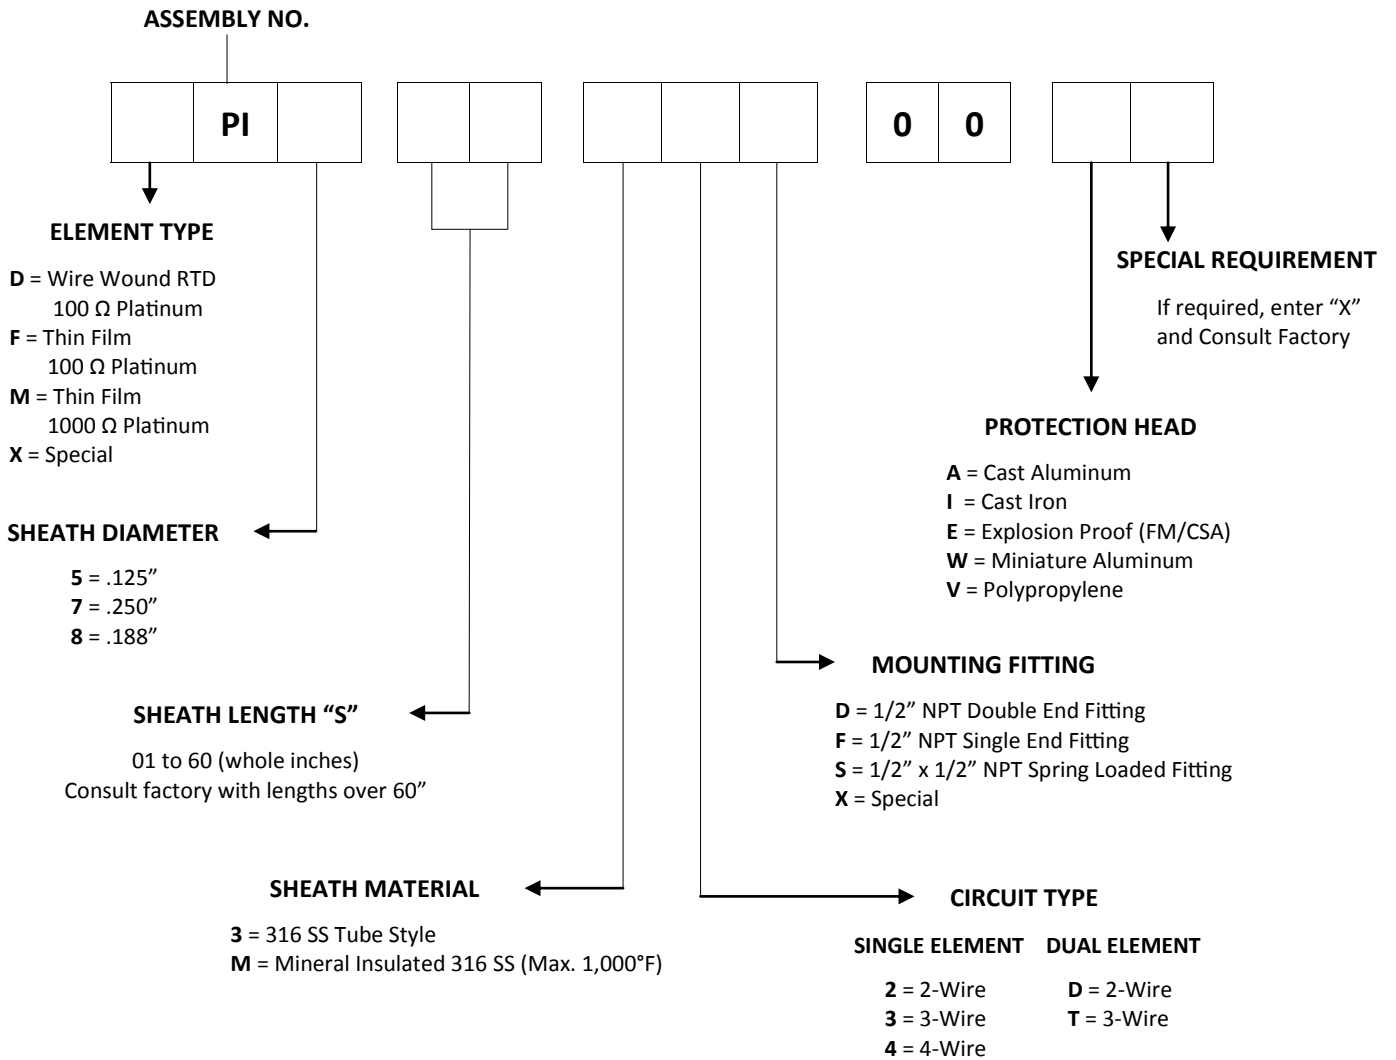 ASSEMBLY NO.
PI
0 0
ELEMENT TYPE
D = Wire Wound RTD
100 Ω Platinum
F = Thin Film
100 Ω Platinum
M = Thin Film
1000 Ω Platinum
X = Special
SPECIAL REQUIREMENT
If required, enter “X”
and Consult Factory
PROTECTION HEAD
A = Cast Aluminum
I = Cast Iron
E = Explosion Proof (FM/CSA)
W = Miniature Aluminum
V = Polypropylene
SHEATH DIAMETER
5 = .125”
7 = .250”
8 = .188”
MOUNTING FITTING
D = 1/2” NPT Double End Fitting
F = 1/2” NPT Single End Fitting
S = 1/2” x 1/2” NPT Spring Loaded Fitting
X = Special
SHEATH LENGTH “S”
01 to 60 (whole inches)
Consult factory with lengths over 60”
SHEATH MATERIAL
3 = 316 SS Tube Style
M = Mineral Insulated 316 SS (Max. 1,000°F)
CIRCUIT TYPE
SINGLE ELEMENT DUAL ELEMENT
2 = 2-Wire D = 2-Wire
3 = 3-Wire T = 3-Wire
4 = 4-Wire